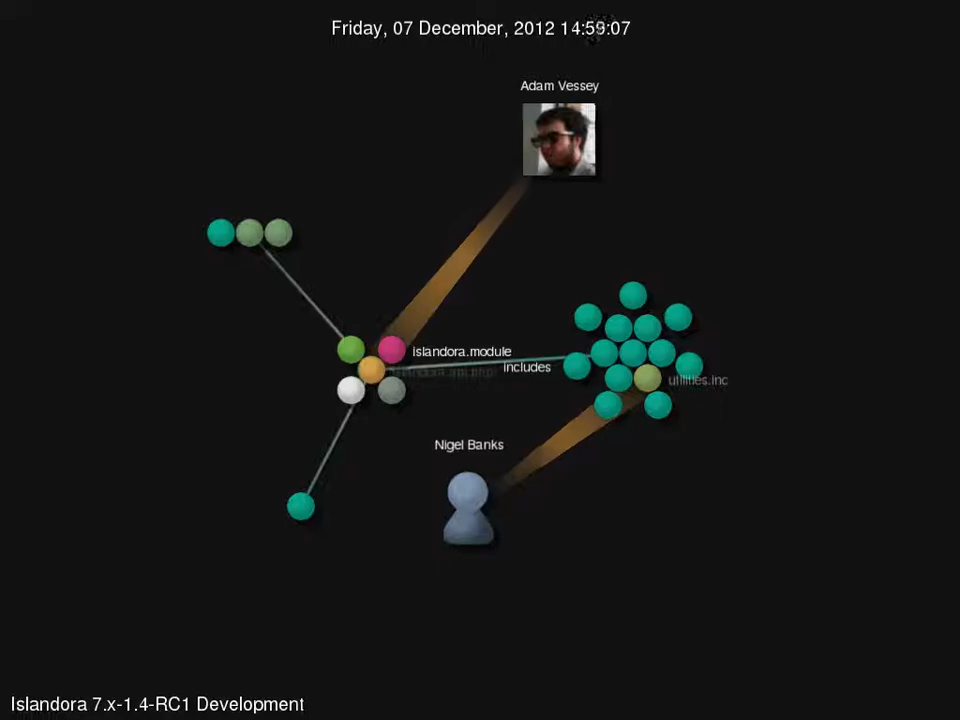 Friday, 07 December, 2012 14:59:07
Adam Vessey
islandora.module
includes
utilities.inc
Nigel Banks
Islandora 7.x-1.4-RC1 Development